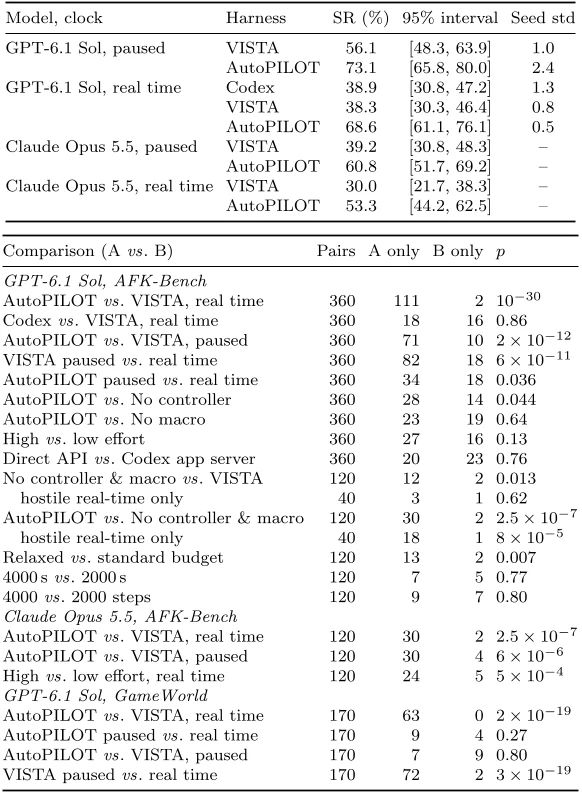 Model, clock Harness SR (%) 95% interval Seed std
GPT-6.1 Sol, paused VISTA 56.1 [48.3, 63.9] 1.0
AutoPILOT 73.1 [65.8, 80.0] 2.4
GPT-6.1 Sol, real time Codex 38.9 [30.8, 47.2] 1.3
VISTA 38.3 [30.3, 46.4] 0.8
AutoPILOT 68.6 [61.1, 76.1] 0.5
Claude Opus 5.5, paused VISTA 39.2 [30.8, 48.3] –
AutoPILOT 60.8 [51.7, 69.2] –
Claude Opus 5.5, real time VISTA 30.0 [21.7, 38.3] –
AutoPILOT 53.3 [44.2, 62.5] –
Comparison (A vs. B) Pairs A only B only p
GPT-6.1 Sol, AFK-Bench
AutoPILOT vs. VISTA, real time 360 111 2 10⁻³⁰
Codex vs. VISTA, real time 360 18 16 0.86
AutoPILOT vs. VISTA, paused 360 71 10 2 × 10⁻¹²
VISTA paused vs. real time 360 82 18 6 × 10⁻¹¹
AutoPILOT paused vs. real time 360 34 18 0.036
AutoPILOT vs. No controller 360 28 14 0.044
AutoPILOT vs. No macro 360 23 19 0.64
High vs. low effort 360 27 16 0.13
Direct API vs. Codex app server 360 20 23 0.76
No controller & macro vs. VISTA 120 12 2 0.013
hostile real-time only 40 3 1 0.62
AutoPILOT vs. No controller & macro 120 30 2 2.5 × 10⁻⁷
hostile real-time only 40 18 1 8 × 10⁻⁵
Relaxed vs. standard budget 120 13 2 0.007
4000 s vs. 2000 s 120 7 5 0.77
4000 vs. 2000 steps 120 9 7 0.80
Claude Opus 5.5, AFK-Bench
AutoPILOT vs. VISTA, real time 120 30 2 2.5 × 10⁻⁷
AutoPILOT vs. VISTA, paused 120 30 4 6 × 10⁻⁶
High vs. low effort, real time 120 24 5 5 × 10⁻⁴
GPT-6.1 Sol, GameWorld
AutoPILOT vs. VISTA, real time 170 63 0 2 × 10⁻¹⁹
AutoPILOT paused vs. real time 170 9 4 0.27
AutoPILOT vs. VISTA, paused 170 7 9 0.80
VISTA paused vs. real time 170 72 2 3 × 10⁻¹⁹